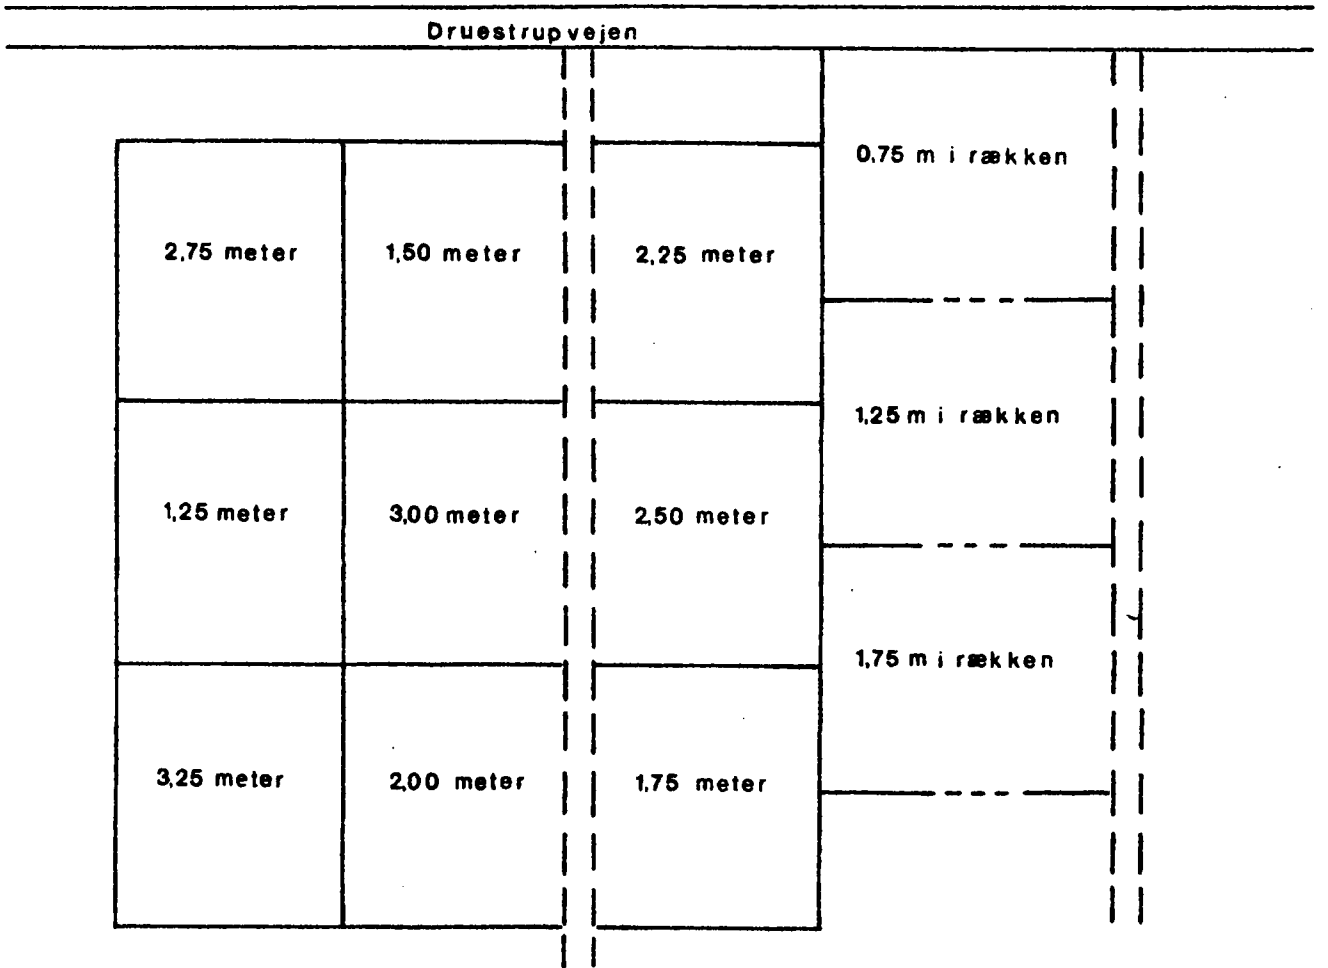 Druestrupvejen
0,75 m i rækken
2,75 meter
1,50 meter
2,25 meter
1,25 m i rækken
1,25 meter
3,00 meter
2,50 meter
1,75 m i rækken
3,25 meter
2,00 meter
1,75 meter